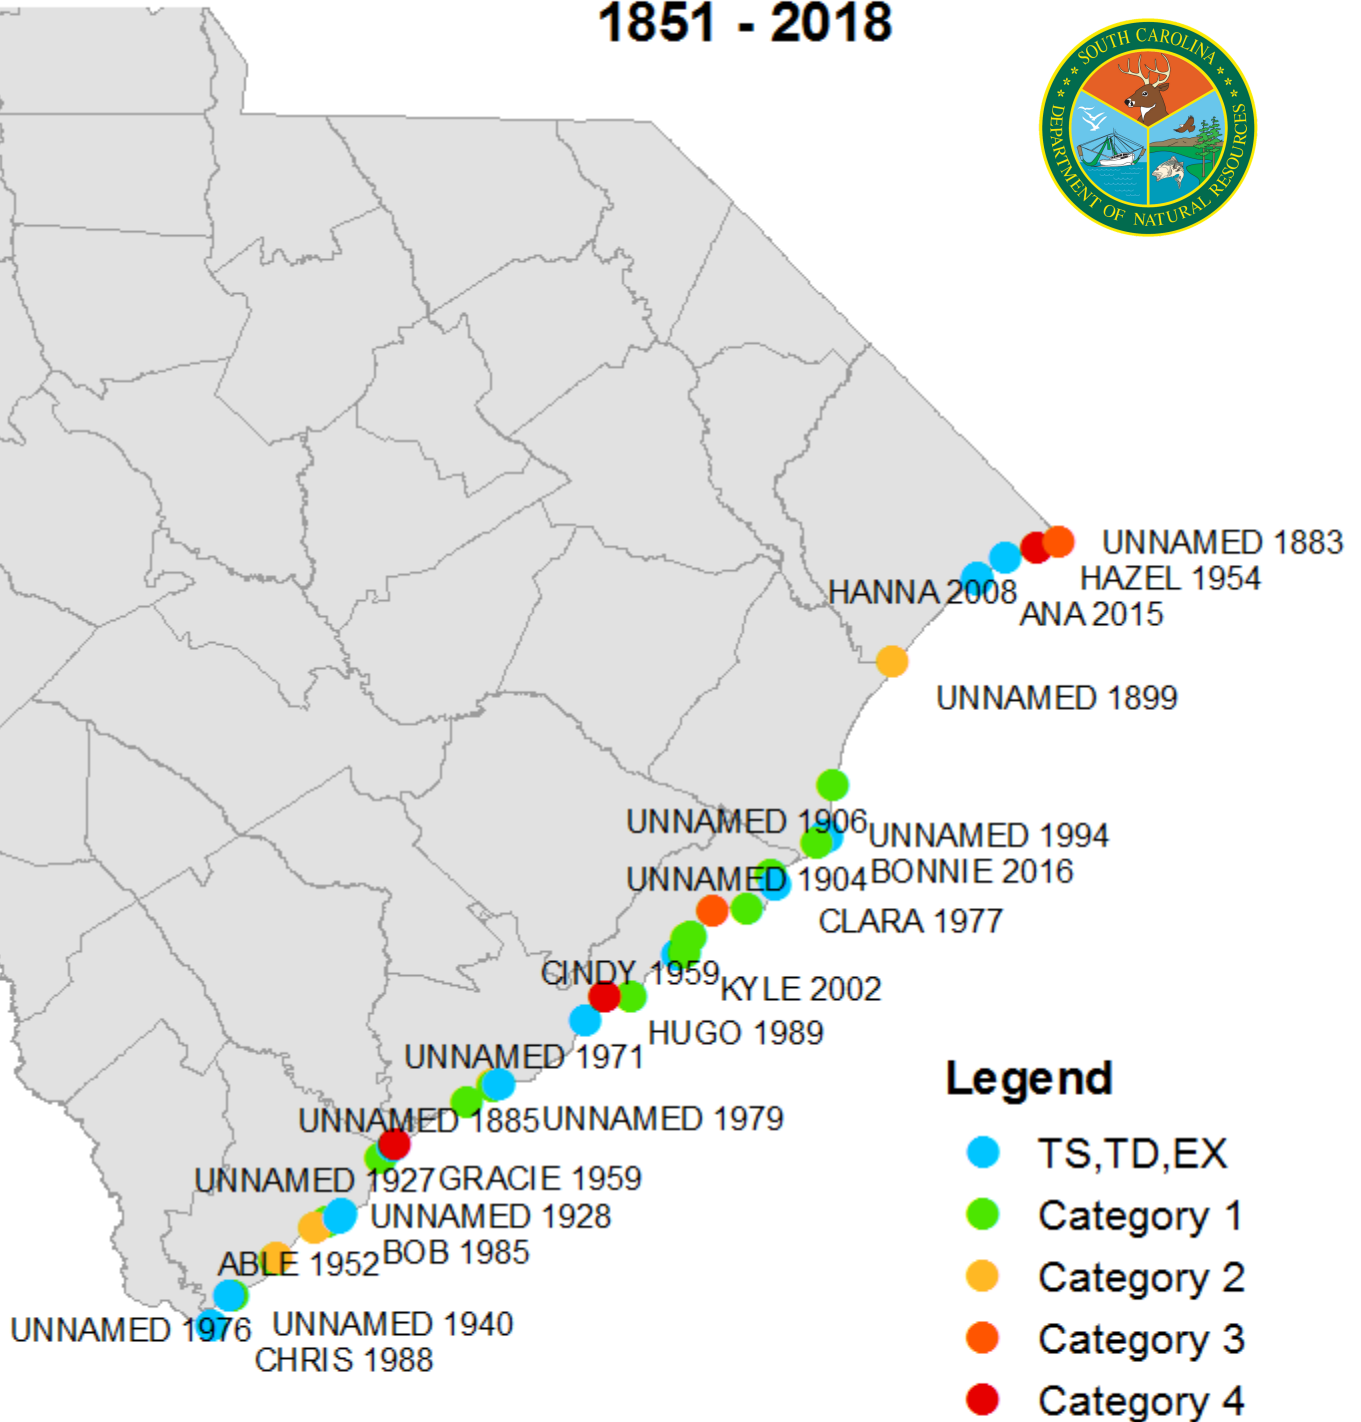 1851 - 2018
SOUTH CAROLINA
DEPARTMENT OF NATURAL RESOURCES
UNNAMED 1883
HAZEL 1954
HANNA 2008
ANA 2015
UNNAMED 1899
UNNAMED 1906
UNNAMED 1994
BONNIE 2016
UNNAMED 1904
CLARA 1977
CINDY 1959
KYLE 2002
HUGO 1989
UNNAMED 1971
UNNAMED 1885
UNNAMED 1979
UNNAMED 1927
GRACIE 1959
UNNAMED 1928
BOB 1985
ABLE 1952
UNNAMED 1976
UNNAMED 1940
CHRIS 1988
Legend
TS,TD,EX
Category 1
Category 2
Category 3
Category 4